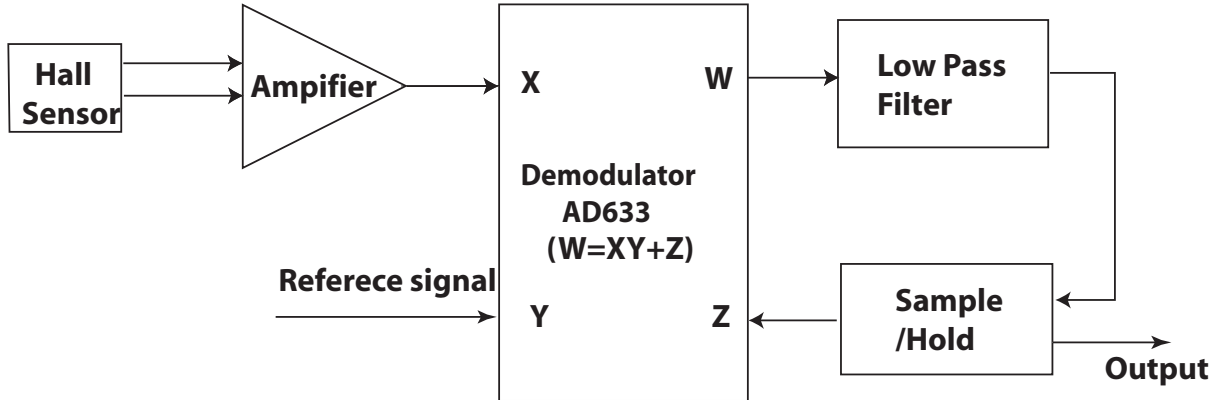 Hall
Sensor
Ampifier
X
W
Low Pass
Filter
Demodulator
AD633
(W=XY+Z)
Referece signal
Y
Z
Sample
/Hold
Output